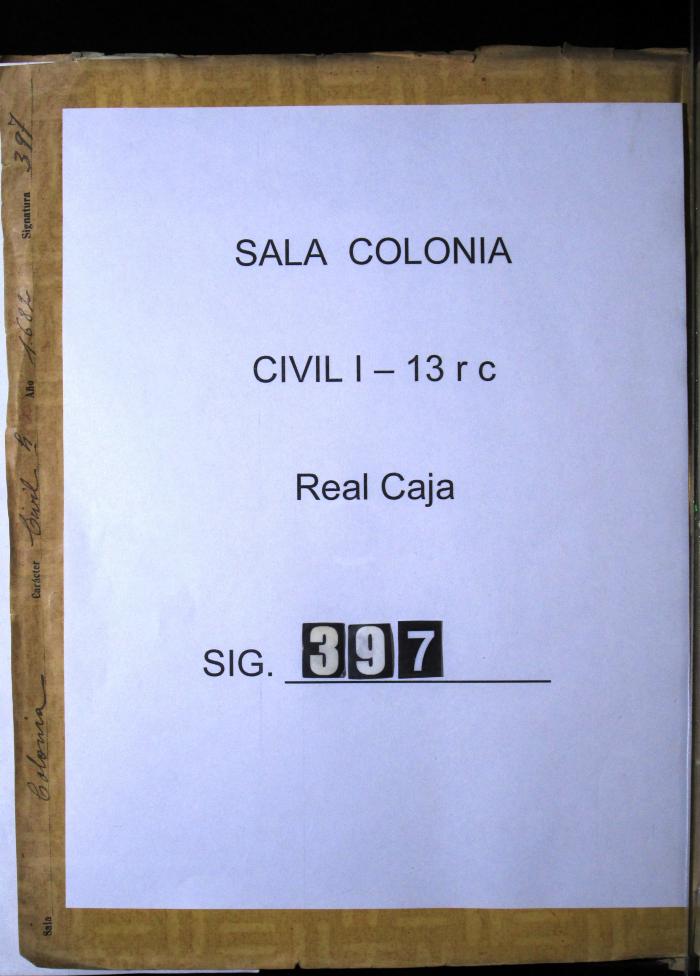 SALA COLONIA
CIVIL I – 13 r c
Real Caja
SIG. 397
Sala Colonia Carácter Civil Año 1.682 Signatura 397